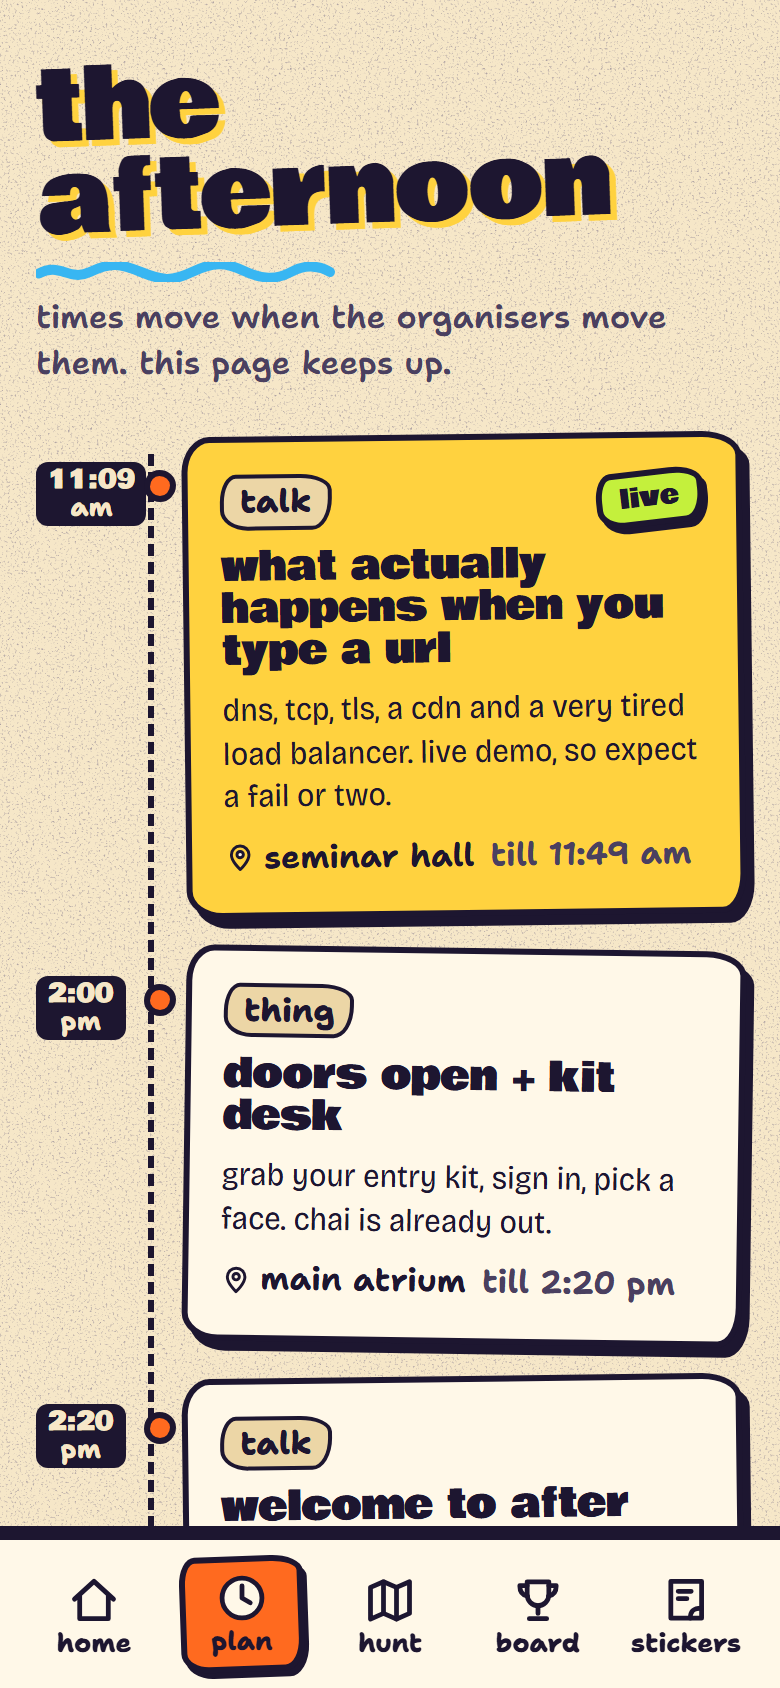 the
afternoon
times move when the organisers move
them. this page keeps up.
11:09
am
talk
live
what actually
happens when you
type a url
dns, tcp, tls, a cdn and a very tired
load balancer. live demo, so expect
a fail or two.
seminar hall till 11:49 am
2:00
pm
thing
doors open + kit
desk
grab your entry kit, sign in, pick a
face. chai is already out.
main atrium till 2:20 pm
2:20
pm
talk
welcome to after
home
plan
hunt
board
stickers